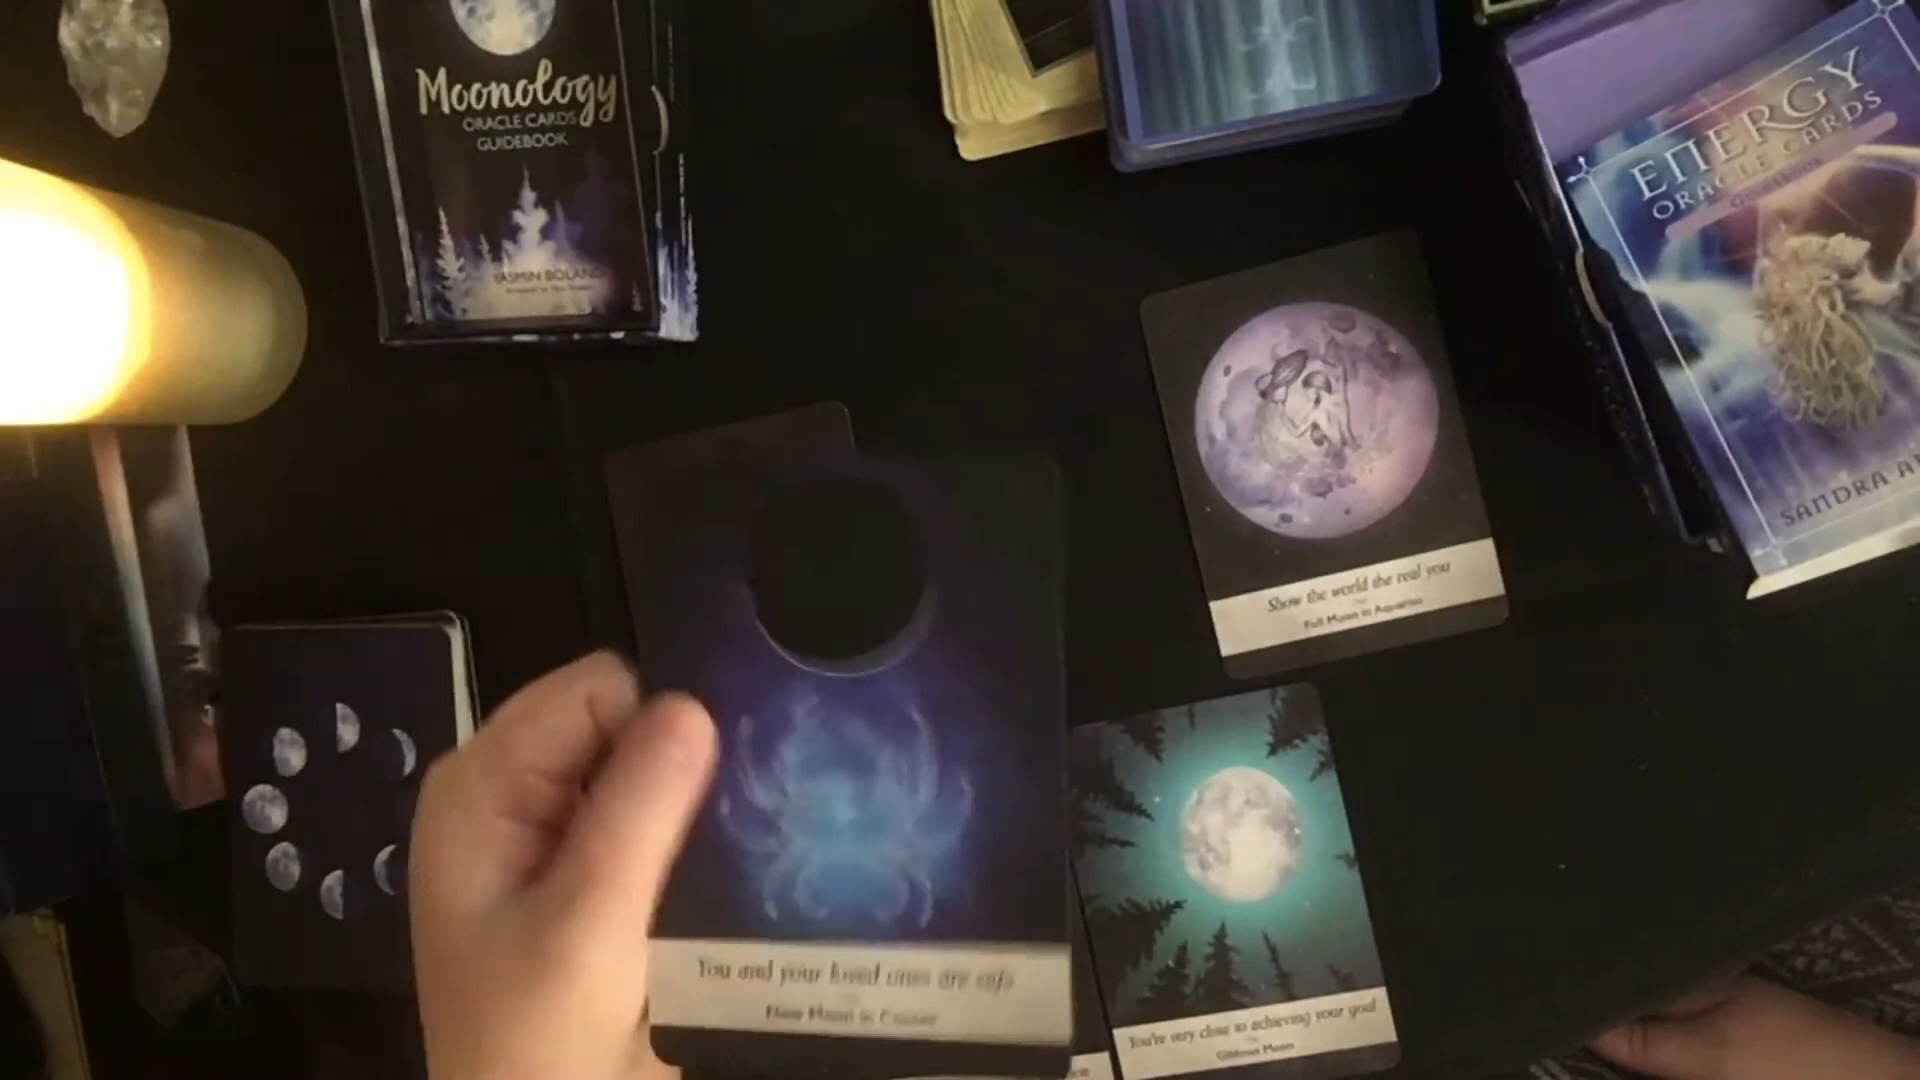 Moonology
ORACLE CARDS
GUIDEBOOK
YASMIN BOLAND
ENERGY
ORACLE CARDS
SANDRA
Show the world the real you
Full Moon in Aquarius
You and your loved ones are safe
New Moon in Cancer
You're very close to achieving your goal
Gibbous Moon